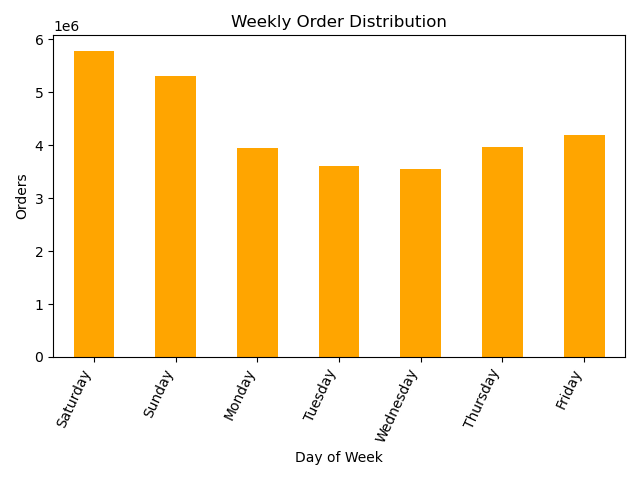 Weekly Order Distribution
1e6
6
5
4
3
2
1
0
Orders
Saturday
Sunday
Monday
Tuesday
Wednesday
Thursday
Friday
Day of Week